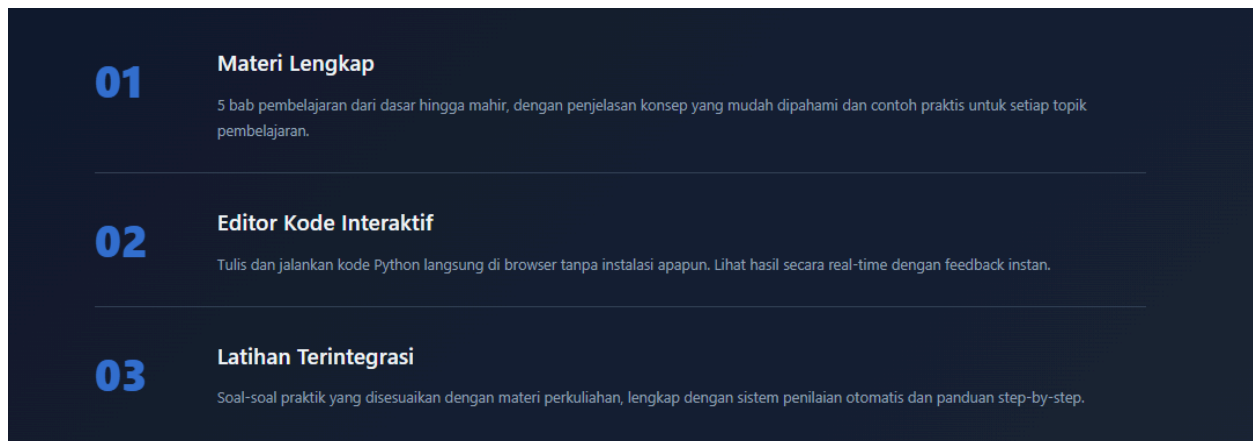 01
Materi Lengkap
5 bab pembelajaran dari dasar hingga mahir, dengan penjelasan konsep yang mudah dipahami dan contoh praktis untuk setiap topik
pembelajaran.
02
Editor Kode Interaktif
Tulis dan jalankan kode Python langsung di browser tanpa instalasi apapun. Lihat hasil secara real-time dengan feedback instan.
03
Latihan Terintegrasi
Soal-soal praktik yang disesuaikan dengan materi perkuliahan, lengkap dengan sistem penilaian otomatis dan panduan step-by-step.